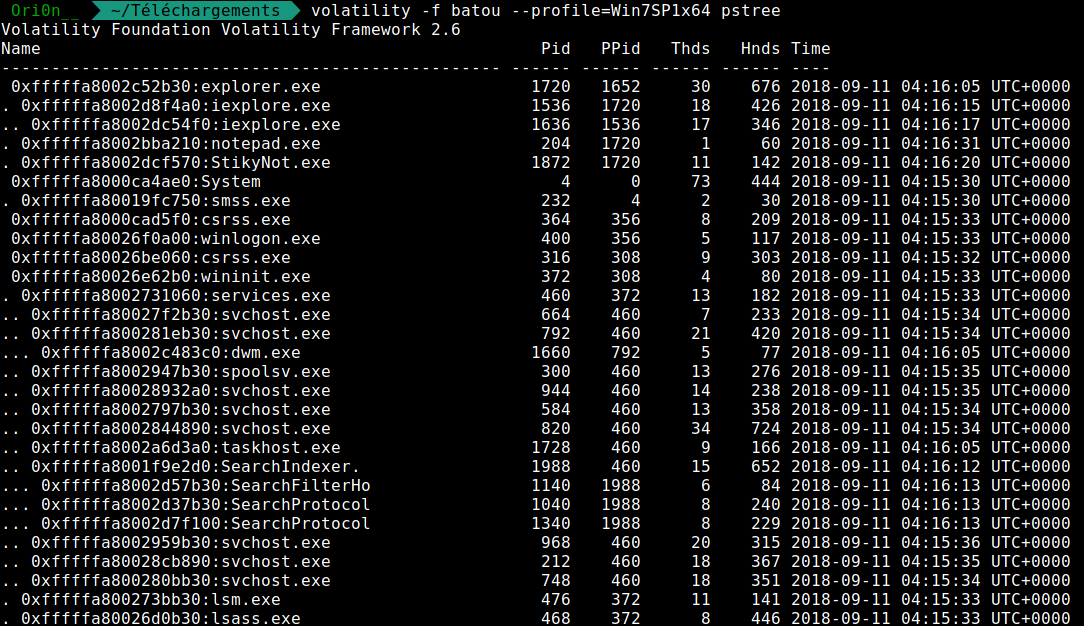 Ori0n__ ~/Téléchargements volatility -f batou --profile=Win7SP1x64 pstree
Volatility Foundation Volatility Framework 2.6
Name Pid PPid Thds Hnds Time
-------------------------------------------------- ------ ------ ------ ------ ----
0xfffffa8002c52b30:explorer.exe 1720 1652 30 676 2018-09-11 04:16:05 UTC+0000
. 0xfffffa8002d8f4a0:iexplore.exe 1536 1720 18 426 2018-09-11 04:16:15 UTC+0000
.. 0xfffffa8002dc54f0:iexplore.exe 1636 1536 17 346 2018-09-11 04:16:17 UTC+0000
. 0xfffffa8002bba210:notepad.exe 204 1720 1 60 2018-09-11 04:16:31 UTC+0000
. 0xfffffa8002dcf570:StikyNot.exe 1872 1720 11 142 2018-09-11 04:16:20 UTC+0000
0xfffffa8000ca4ae0:System 4 0 73 444 2018-09-11 04:15:30 UTC+0000
. 0xfffffa80019fc750:smss.exe 232 4 2 30 2018-09-11 04:15:30 UTC+0000
0xfffffa8000cad5f0:csrss.exe 364 356 8 209 2018-09-11 04:15:33 UTC+0000
0xfffffa80026f0a00:winlogon.exe 400 356 5 117 2018-09-11 04:15:33 UTC+0000
0xfffffa80026be060:csrss.exe 316 308 9 303 2018-09-11 04:15:32 UTC+0000
0xfffffa80026e62b0:wininit.exe 372 308 4 80 2018-09-11 04:15:33 UTC+0000
. 0xfffffa8002731060:services.exe 460 372 13 182 2018-09-11 04:15:33 UTC+0000
.. 0xfffffa80027f2b30:svchost.exe 664 460 7 233 2018-09-11 04:15:34 UTC+0000
.. 0xfffffa800281eb30:svchost.exe 792 460 21 420 2018-09-11 04:15:34 UTC+0000
... 0xfffffa8002c483c0:dwm.exe 1660 792 5 77 2018-09-11 04:16:05 UTC+0000
.. 0xfffffa8002947b30:spoolsv.exe 300 460 13 276 2018-09-11 04:15:35 UTC+0000
.. 0xfffffa80028932a0:svchost.exe 944 460 14 238 2018-09-11 04:15:35 UTC+0000
.. 0xfffffa8002797b30:svchost.exe 584 460 13 358 2018-09-11 04:15:34 UTC+0000
.. 0xfffffa8002844890:svchost.exe 820 460 34 724 2018-09-11 04:15:34 UTC+0000
.. 0xfffffa8002a6d3a0:taskhost.exe 1728 460 9 166 2018-09-11 04:16:05 UTC+0000
.. 0xfffffa8001f9e2d0:SearchIndexer. 1988 460 15 652 2018-09-11 04:16:12 UTC+0000
... 0xfffffa8002d57b30:SearchFilterHo 1140 1988 6 84 2018-09-11 04:16:13 UTC+0000
... 0xfffffa8002d37b30:SearchProtocol 1040 1988 8 240 2018-09-11 04:16:13 UTC+0000
... 0xfffffa8002d7f100:SearchProtocol 1340 1988 8 229 2018-09-11 04:16:13 UTC+0000
.. 0xfffffa8002959b30:svchost.exe 968 460 20 315 2018-09-11 04:15:36 UTC+0000
.. 0xfffffa80028cb890:svchost.exe 212 460 18 367 2018-09-11 04:15:35 UTC+0000
.. 0xfffffa800280bb30:svchost.exe 748 460 18 351 2018-09-11 04:15:34 UTC+0000
. 0xfffffa800273bb30:lsm.exe 476 372 11 141 2018-09-11 04:15:33 UTC+0000
. 0xfffffa80026d0b30:lsass.exe 468 372 8 446 2018-09-11 04:15:33 UTC+0000